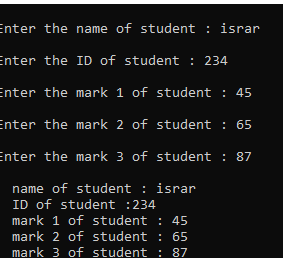 Enter the name of student : israr
Enter the ID of student : 234
Enter the mark 1 of student : 45
Enter the mark 2 of student : 65
Enter the mark 3 of student : 87
name of student : israr
ID of student :234
mark 1 of student : 45
mark 2 of student : 65
mark 3 of student : 87